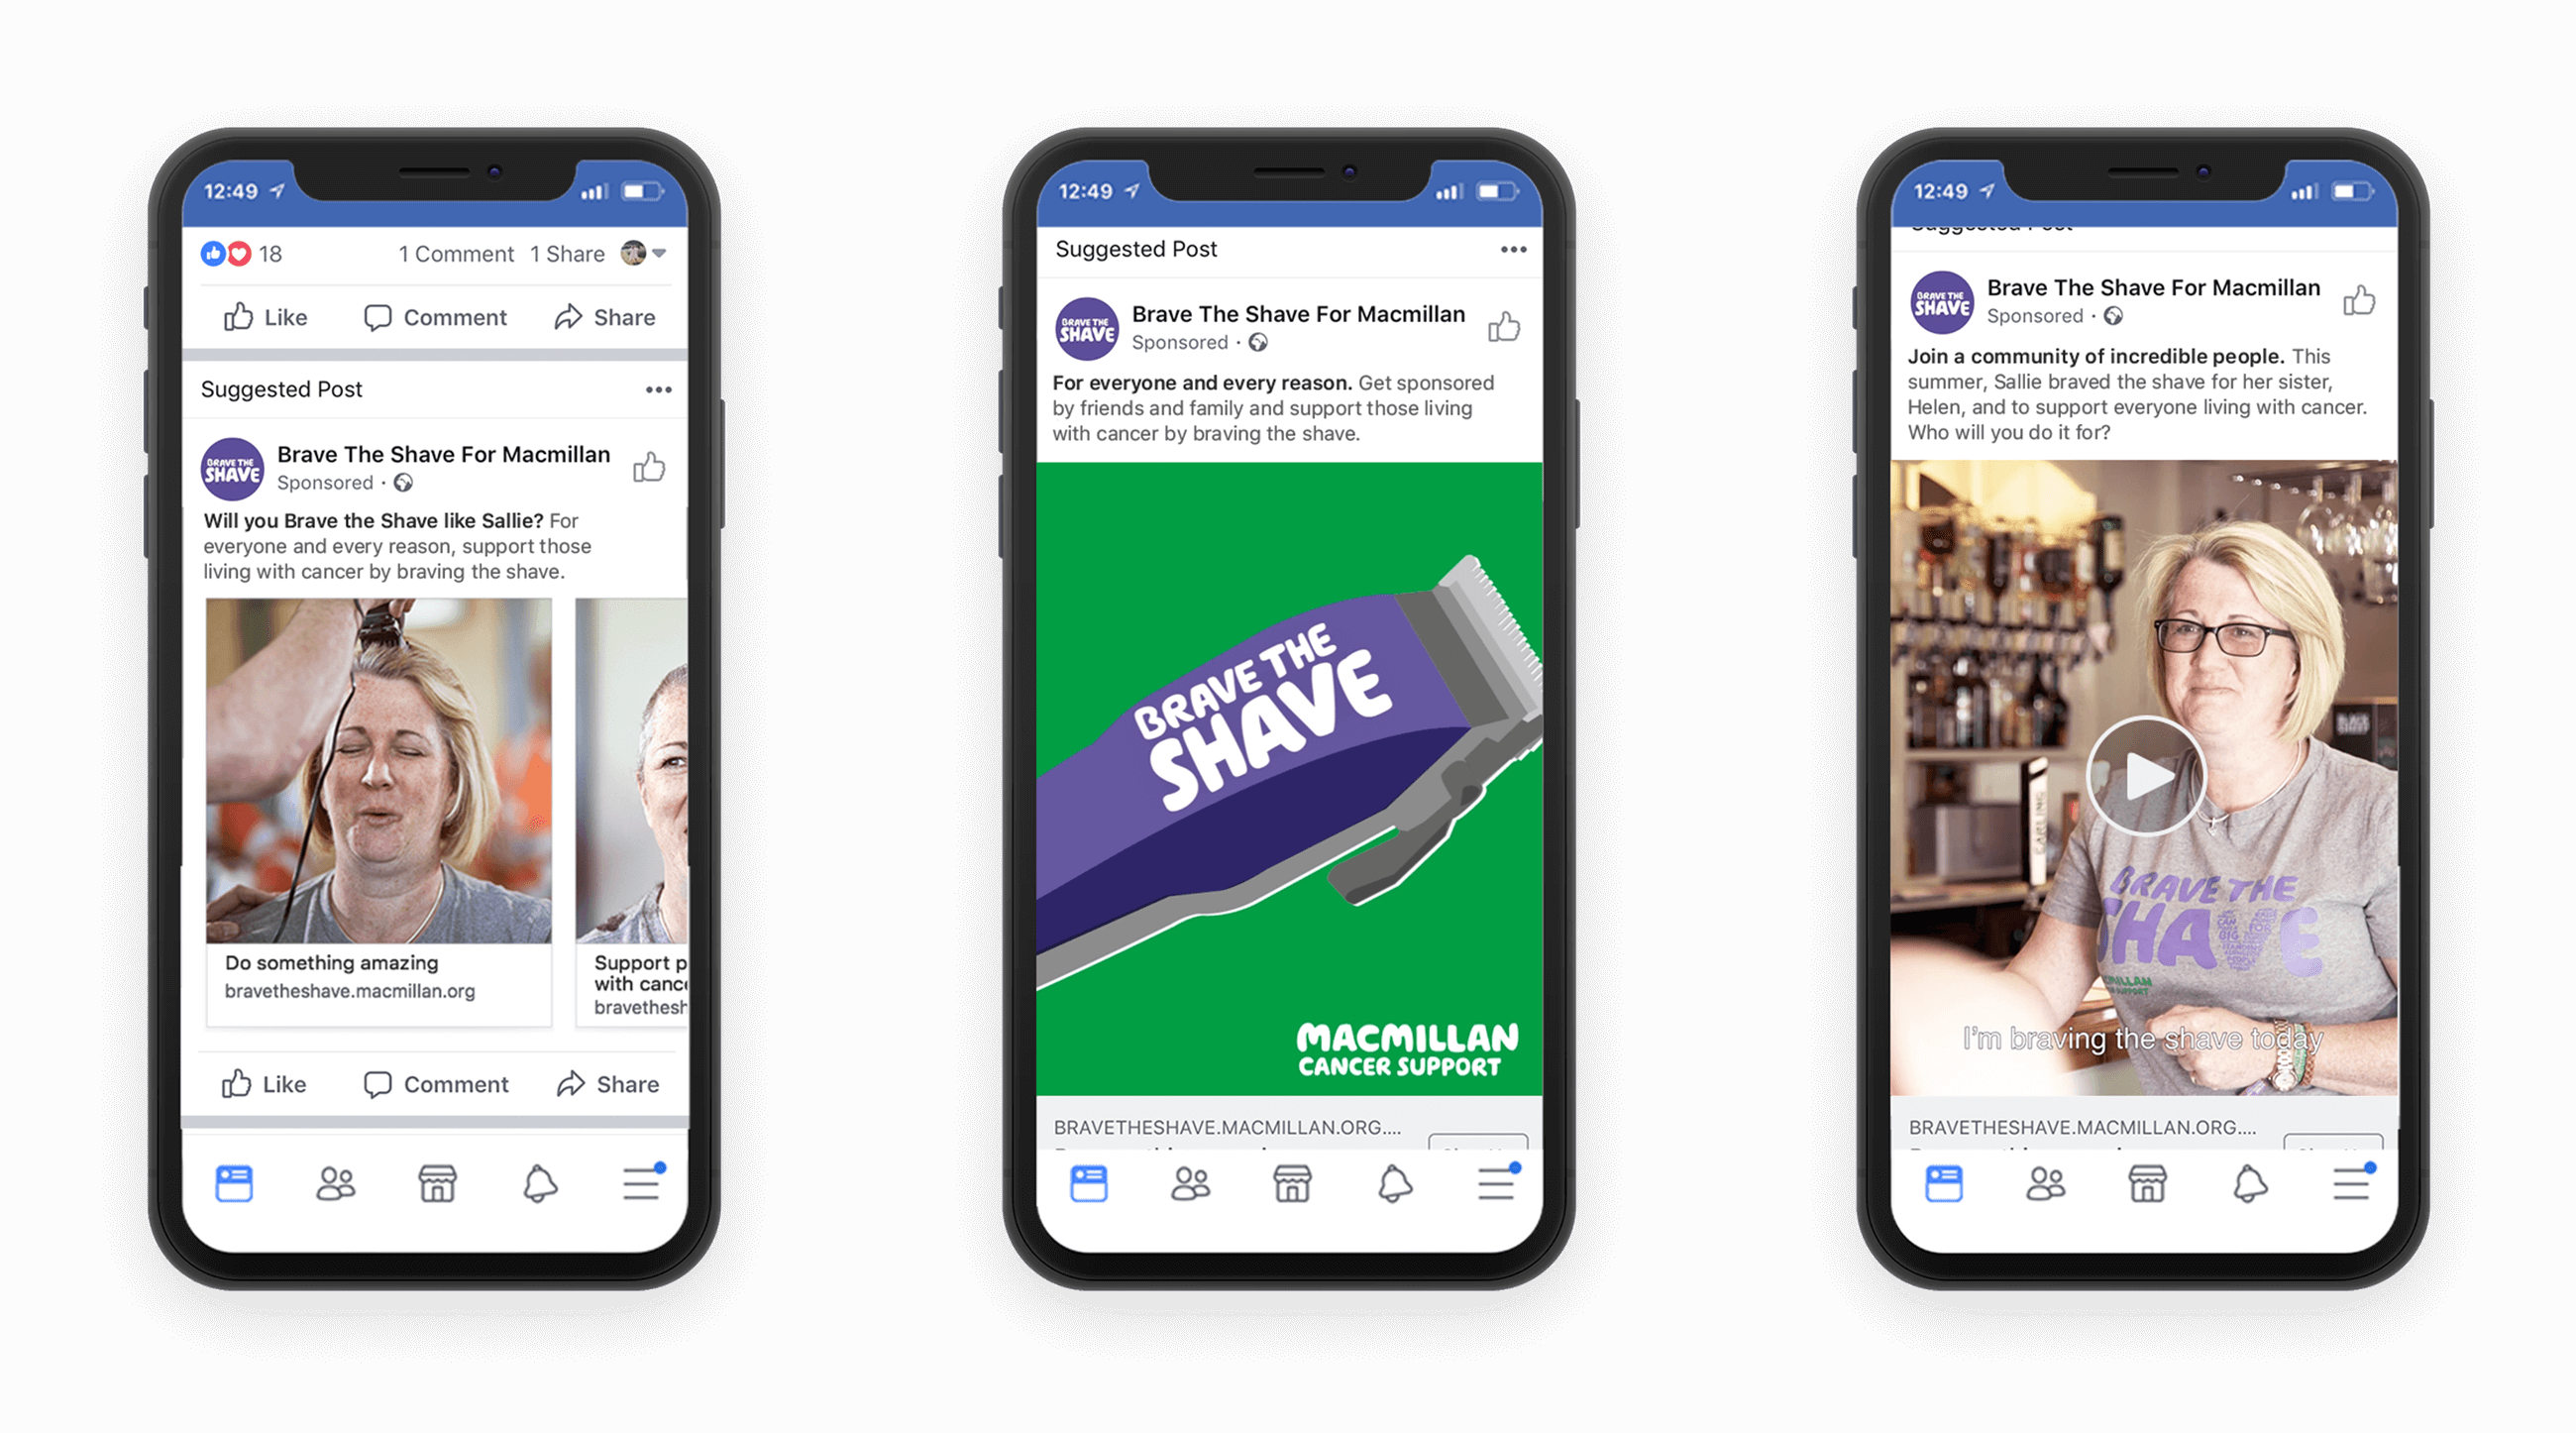 12:49
18 1 Comment 1 Share
Like Comment Share
Suggested Post
BRAVE THE
SHAVE
Brave The Shave For Macmillan
Sponsored ·
Will you Brave the Shave like Sallie? For
everyone and every reason, support those
living with cancer by braving the shave.
Do something amazing
bravetheshave.macmillan.org
Support p
with canc
bravethesh
Like Comment Share
12:49
Suggested Post
BRAVE THE
SHAVE
Brave The Shave For Macmillan
Sponsored ·
For everyone and every reason. Get sponsored
by friends and family and support those living
with cancer by braving the shave.
BRAVE THE
SHAVE
MACMILLAN
CANCER SUPPORT
BRAVETHESHAVE.MACMILLAN.ORG....
12:49
Suggested Post
BRAVE THE
SHAVE
Brave The Shave For Macmillan
Sponsored ·
Join a community of incredible people. This
summer, Sallie braved the shave for her sister,
Helen, and to support everyone living with cancer.
Who will you do it for?
CARLING
BRAVE THE
SHAVE
I'm braving the shave today
BRAVETHESHAVE.MACMILLAN.ORG....